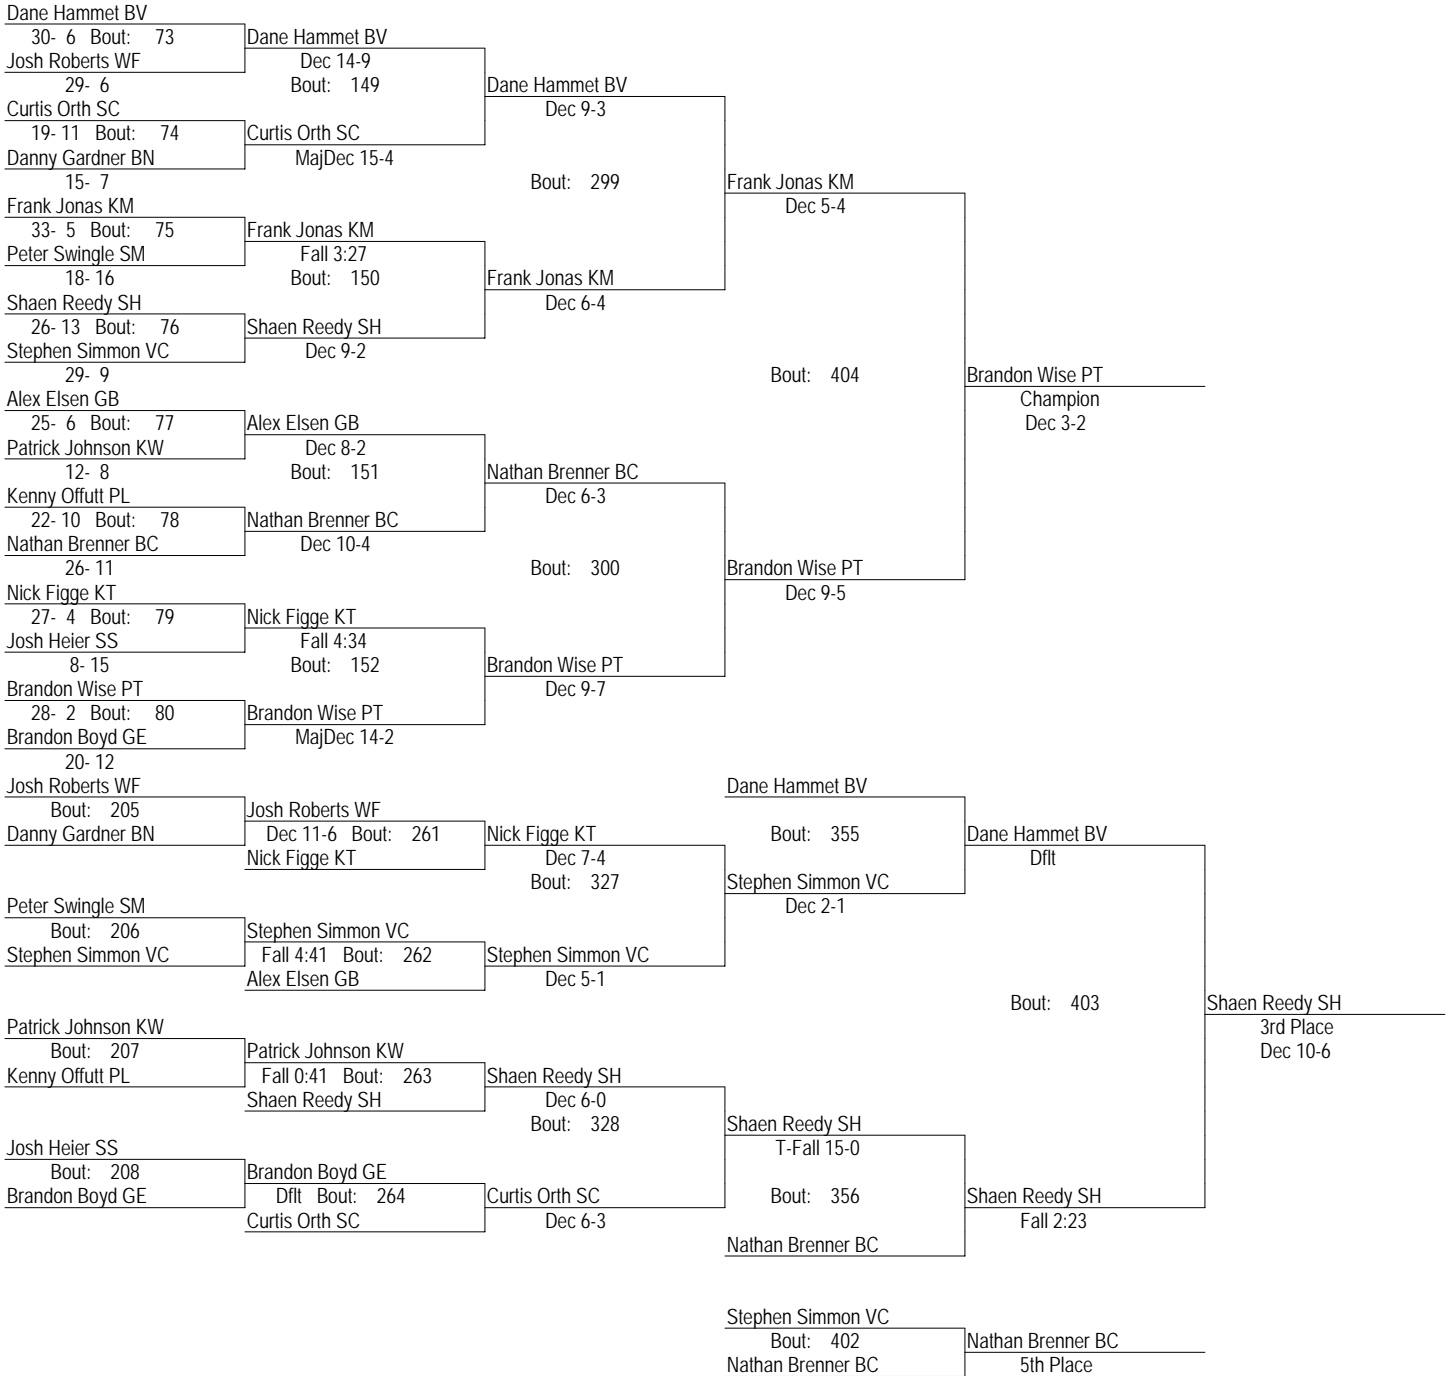 Dane Hammet BV
30- 6 Bout: 73 Dane Hammet BV
Josh Roberts WF Dec 14-9
29- 6 Bout: 149 Dane Hammet BV
Curtis Orth SC Dec 9-3
19- 11 Bout: 74 Curtis Orth SC
Danny Gardner BN MajDec 15-4
15- 7 Bout: 299 Frank Jonas KM
Frank Jonas KM Dec 5-4
33- 5 Bout: 75 Frank Jonas KM
Peter Swingle SM Fall 3:27
18- 16 Bout: 150 Frank Jonas KM
Shaen Reedy SH Dec 6-4
26- 13 Bout: 76 Shaen Reedy SH
Stephen Simmon VC Dec 9-2
29- 9 Bout: 404 Brandon Wise PT
Alex Elsen GB Champion
25- 6 Bout: 77 Alex Elsen GB Dec 3-2
Patrick Johnson KW Dec 8-2
12- 8 Bout: 151 Nathan Brenner BC
Kenny Offutt PL Dec 6-3
22- 10 Bout: 78 Nathan Brenner BC
Nathan Brenner BC Dec 10-4
26- 11 Bout: 300 Brandon Wise PT
Nick Figge KT Dec 9-5
27- 4 Bout: 79 Nick Figge KT
Josh Heier SS Fall 4:34
8- 15 Bout: 152 Brandon Wise PT
Brandon Wise PT Dec 9-7
28- 2 Bout: 80 Brandon Wise PT
Brandon Boyd GE MajDec 14-2
20- 12
Josh Roberts WF Dane Hammet BV
Bout: 205 Josh Roberts WF
Danny Gardner BN Dec 11-6 Bout: 261 Nick Figge KT Bout: 355 Dane Hammet BV
Nick Figge KT Dec 7-4 Dflt
Bout: 327 Stephen Simmon VC
Peter Swingle SM Dec 2-1
Bout: 206 Stephen Simmon VC
Stephen Simmon VC Fall 4:41 Bout: 262 Stephen Simmon VC
Alex Elsen GB Dec 5-1
Bout: 403 Shaen Reedy SH
Patrick Johnson KW 3rd Place
Bout: 207 Patrick Johnson KW Dec 10-6
Kenny Offutt PL Fall 0:41 Bout: 263 Shaen Reedy SH
Shaen Reedy SH Dec 6-0
Bout: 328 Shaen Reedy SH
Josh Heier SS T-Fall 15-0
Bout: 208 Brandon Boyd GE
Brandon Boyd GE Dflt Bout: 264 Curtis Orth SC Bout: 356 Shaen Reedy SH
Curtis Orth SC Dec 6-3 Fall 2:23
Nathan Brenner BC
Stephen Simmon VC
Bout: 402 Nathan Brenner BC
Nathan Brenner BC 5th Place